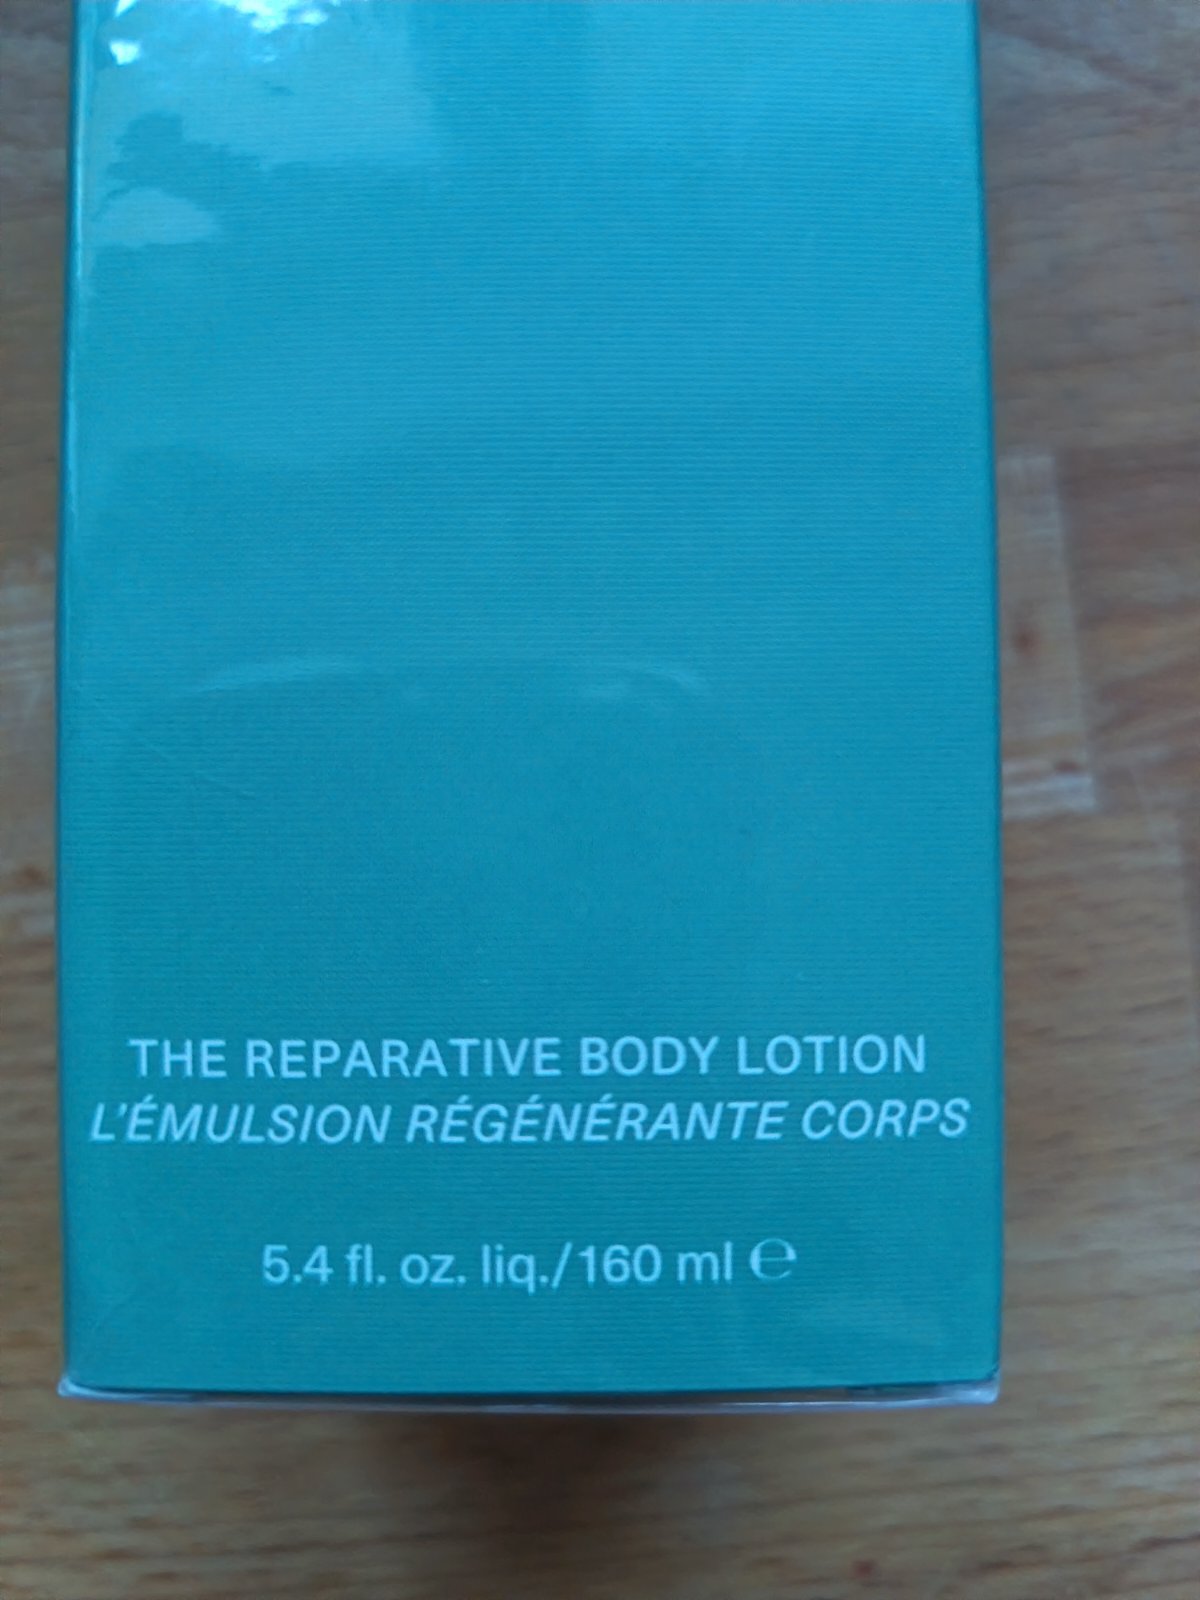 THE REPARATIVE BODY LOTION
L'ÉMULSION RÉGÉNÉRANTE CORPS
5.4 fl. oz. liq./160 ml ℮